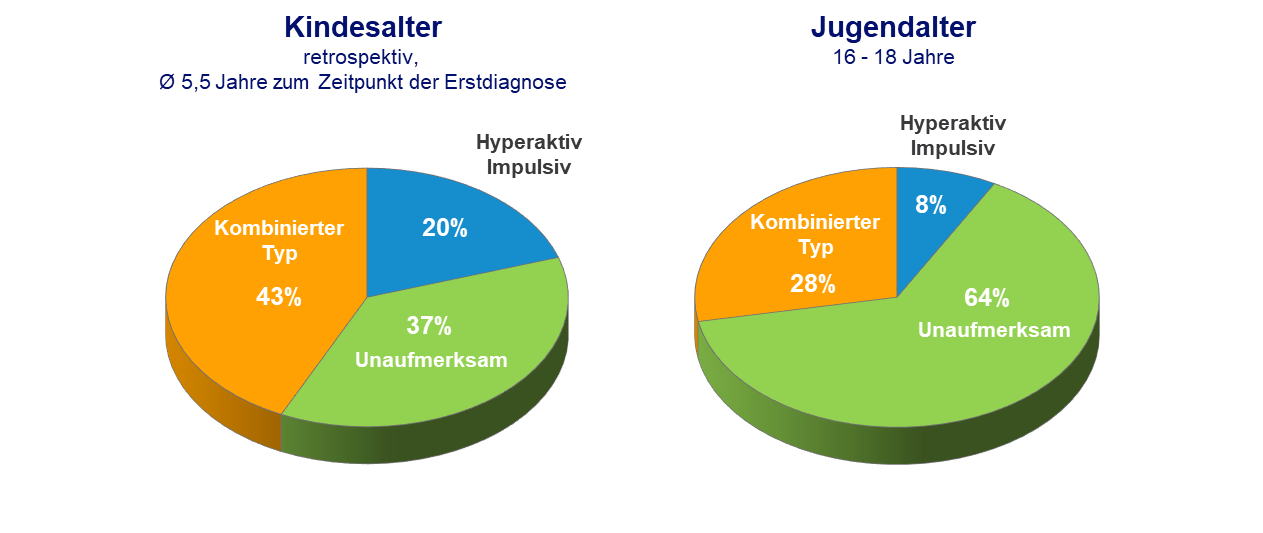 Kindesalter
retrospektiv,
Ø 5,5 Jahre zum Zeitpunkt der Erstdiagnose
Hyperaktiv
Impulsiv
Kombinierter
Typ
20%
43%
37%
Unaufmerksam
Jugendalter
16 - 18 Jahre
Hyperaktiv
Impulsiv
8%
Kombinierter
Typ
28%
64%
Unaufmerksam